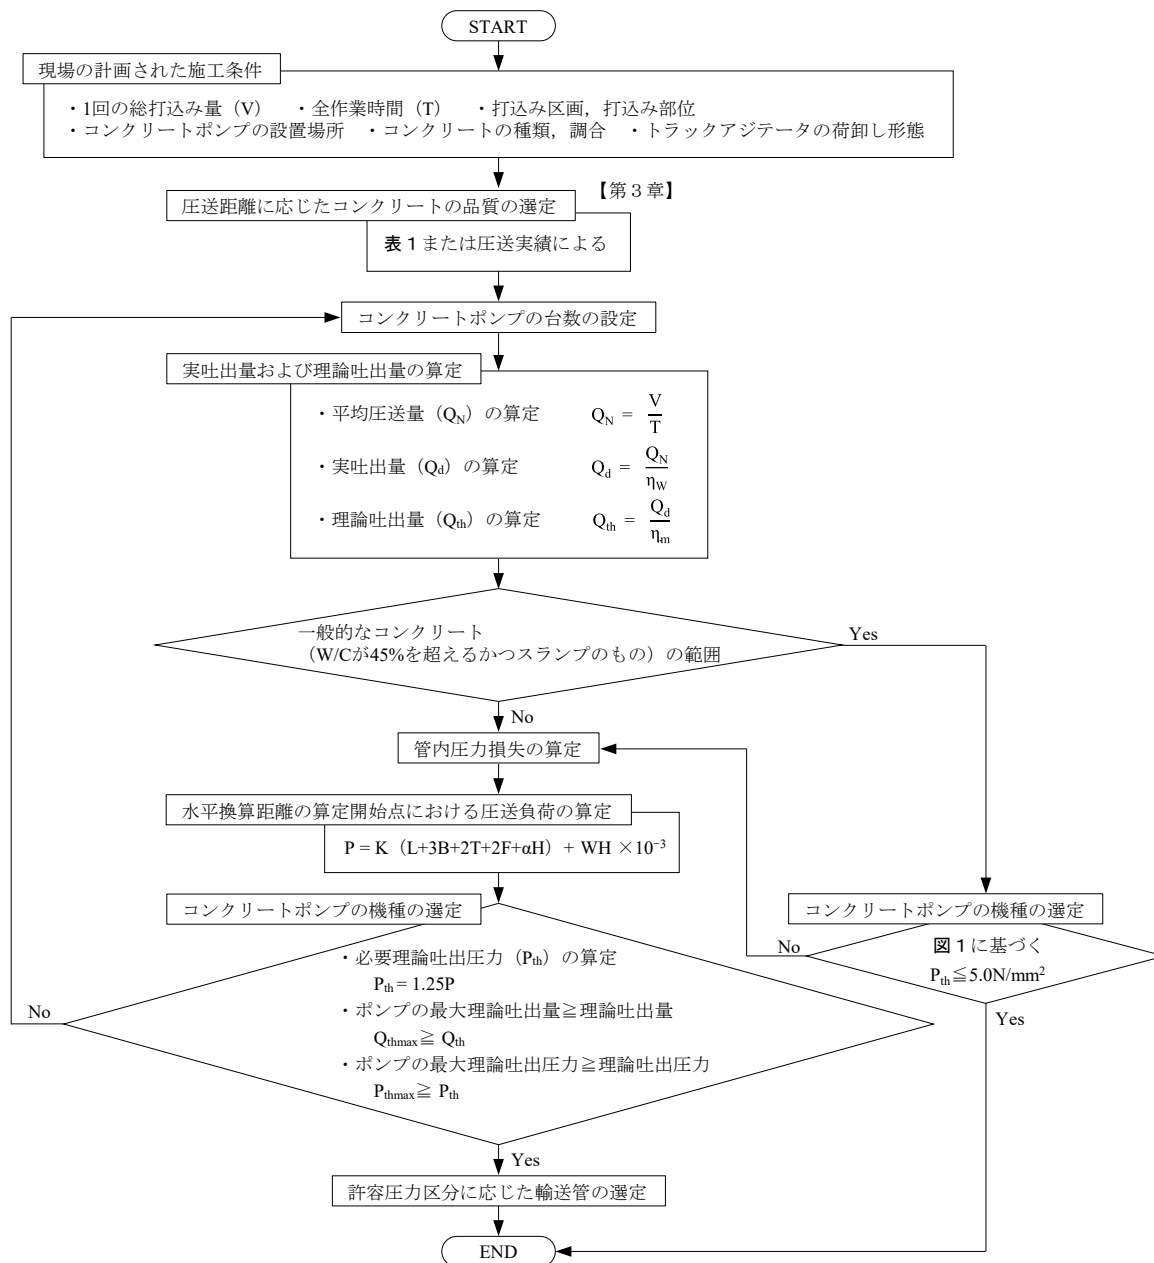 START
現場の計画された施工条件
・1回の総打込み量（V）　・全作業時間（T）　・打込み区画，打込み部位
・コンクリートポンプの設置場所　・コンクリートの種類，調合　・トラックアジテータの荷卸し形態
【第３章】
圧送距離に応じたコンクリートの品質の選定
表１または圧送実績による
コンクリートポンプの台数の設定
実吐出量および理論吐出量の算定
・平均圧送量（QN）の算定　QN = V/T
・実吐出量（Qd）の算定　Qd = QN/ηW
・理論吐出量（Qth）の算定　Qth = Qd/ηm
一般的なコンクリート
（W/Cが45%を超えるかつスランプのもの）の範囲
Yes
No
管内圧力損失の算定
水平換算距離の算定開始点における圧送負荷の算定
P = K（L+3B+2T+2F+αH）+ WH ×10⁻³
コンクリートポンプの機種の選定
・必要理論吐出圧力（Pth）の算定
Pth = 1.25P
・ポンプの最大理論吐出量≧理論吐出量
Qthmax≧ Qth
・ポンプの最大理論吐出圧力≧理論吐出圧力
Pthmax≧ Pth
No
Yes
コンクリートポンプの機種の選定
図１に基づく
Pth≦5.0N/mm²
No
Yes
許容圧力区分に応じた輸送管の選定
END